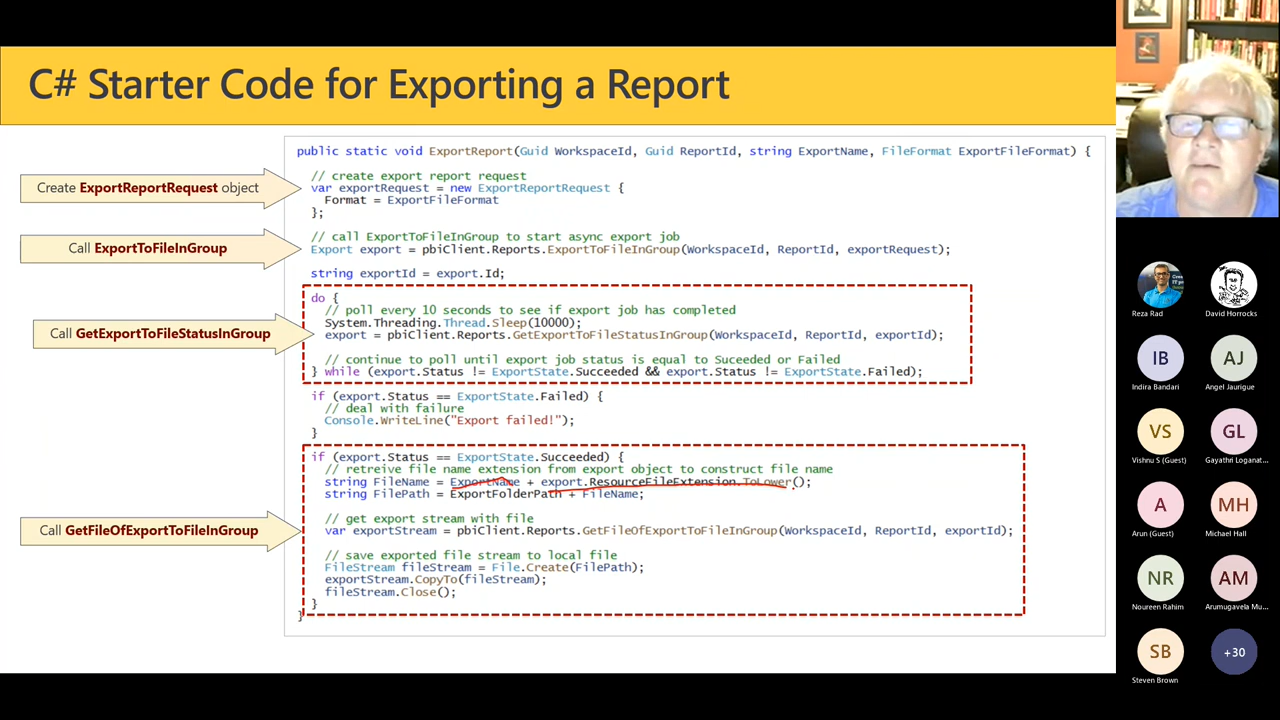 C# Starter Code for Exporting a Report
Create ExportReportRequest object
Call ExportToFileInGroup
Call GetExportToFileStatusInGroup
Call GetFileOfExportToFileInGroup
public static void ExportReport(Guid WorkspaceId, Guid ReportId, string ExportName, FileFormat ExportFileFormat) {
// create export report request
var exportRequest = new ExportReportRequest {
Format = ExportFileFormat
};
// call ExportToFileInGroup to start async export job
Export export = pbiClient.Reports.ExportToFileInGroup(WorkspaceId, ReportId, exportRequest);
string exportId = export.Id;
do {
// poll every 10 seconds to see if export job has completed
System.Threading.Thread.Sleep(10000);
export = pbiClient.Reports.GetExportToFileStatusInGroup(WorkspaceId, ReportId, exportId);
// continue to poll until export job status is equal to Suceeded or Failed
} while (export.Status != ExportState.Succeeded && export.Status != ExportState.Failed);
if (export.Status == ExportState.Failed) {
// deal with failure
Console.WriteLine("Export failed!");
}
if (export.Status == ExportState.Succeeded) {
// retreive file name extension from export object to construct file name
string FileName = ExportName + export.ResourceFileExtension.ToLower();
string FilePath = ExportFolderPath + FileName;
// get export stream with file
var exportStream = pbiClient.Reports.GetFileOfExportToFileInGroup(WorkspaceId, ReportId, exportId);
// save exported file stream to local file
FileStream fileStream = File.Create(FilePath);
exportStream.CopyTo(fileStream);
fileStream.Close();
}
}
Reza Rad
David Horrocks
IB
AJ
Indira Bandari
Angel Jaurigue
VS
GL
Vishnu S (Guest)
Gayathri Loganat...
A
MH
Arun (Guest)
Michael Hall
NR
AM
Noureen Rahim
Arumugavela Mu...
SB
+30
Steven Brown